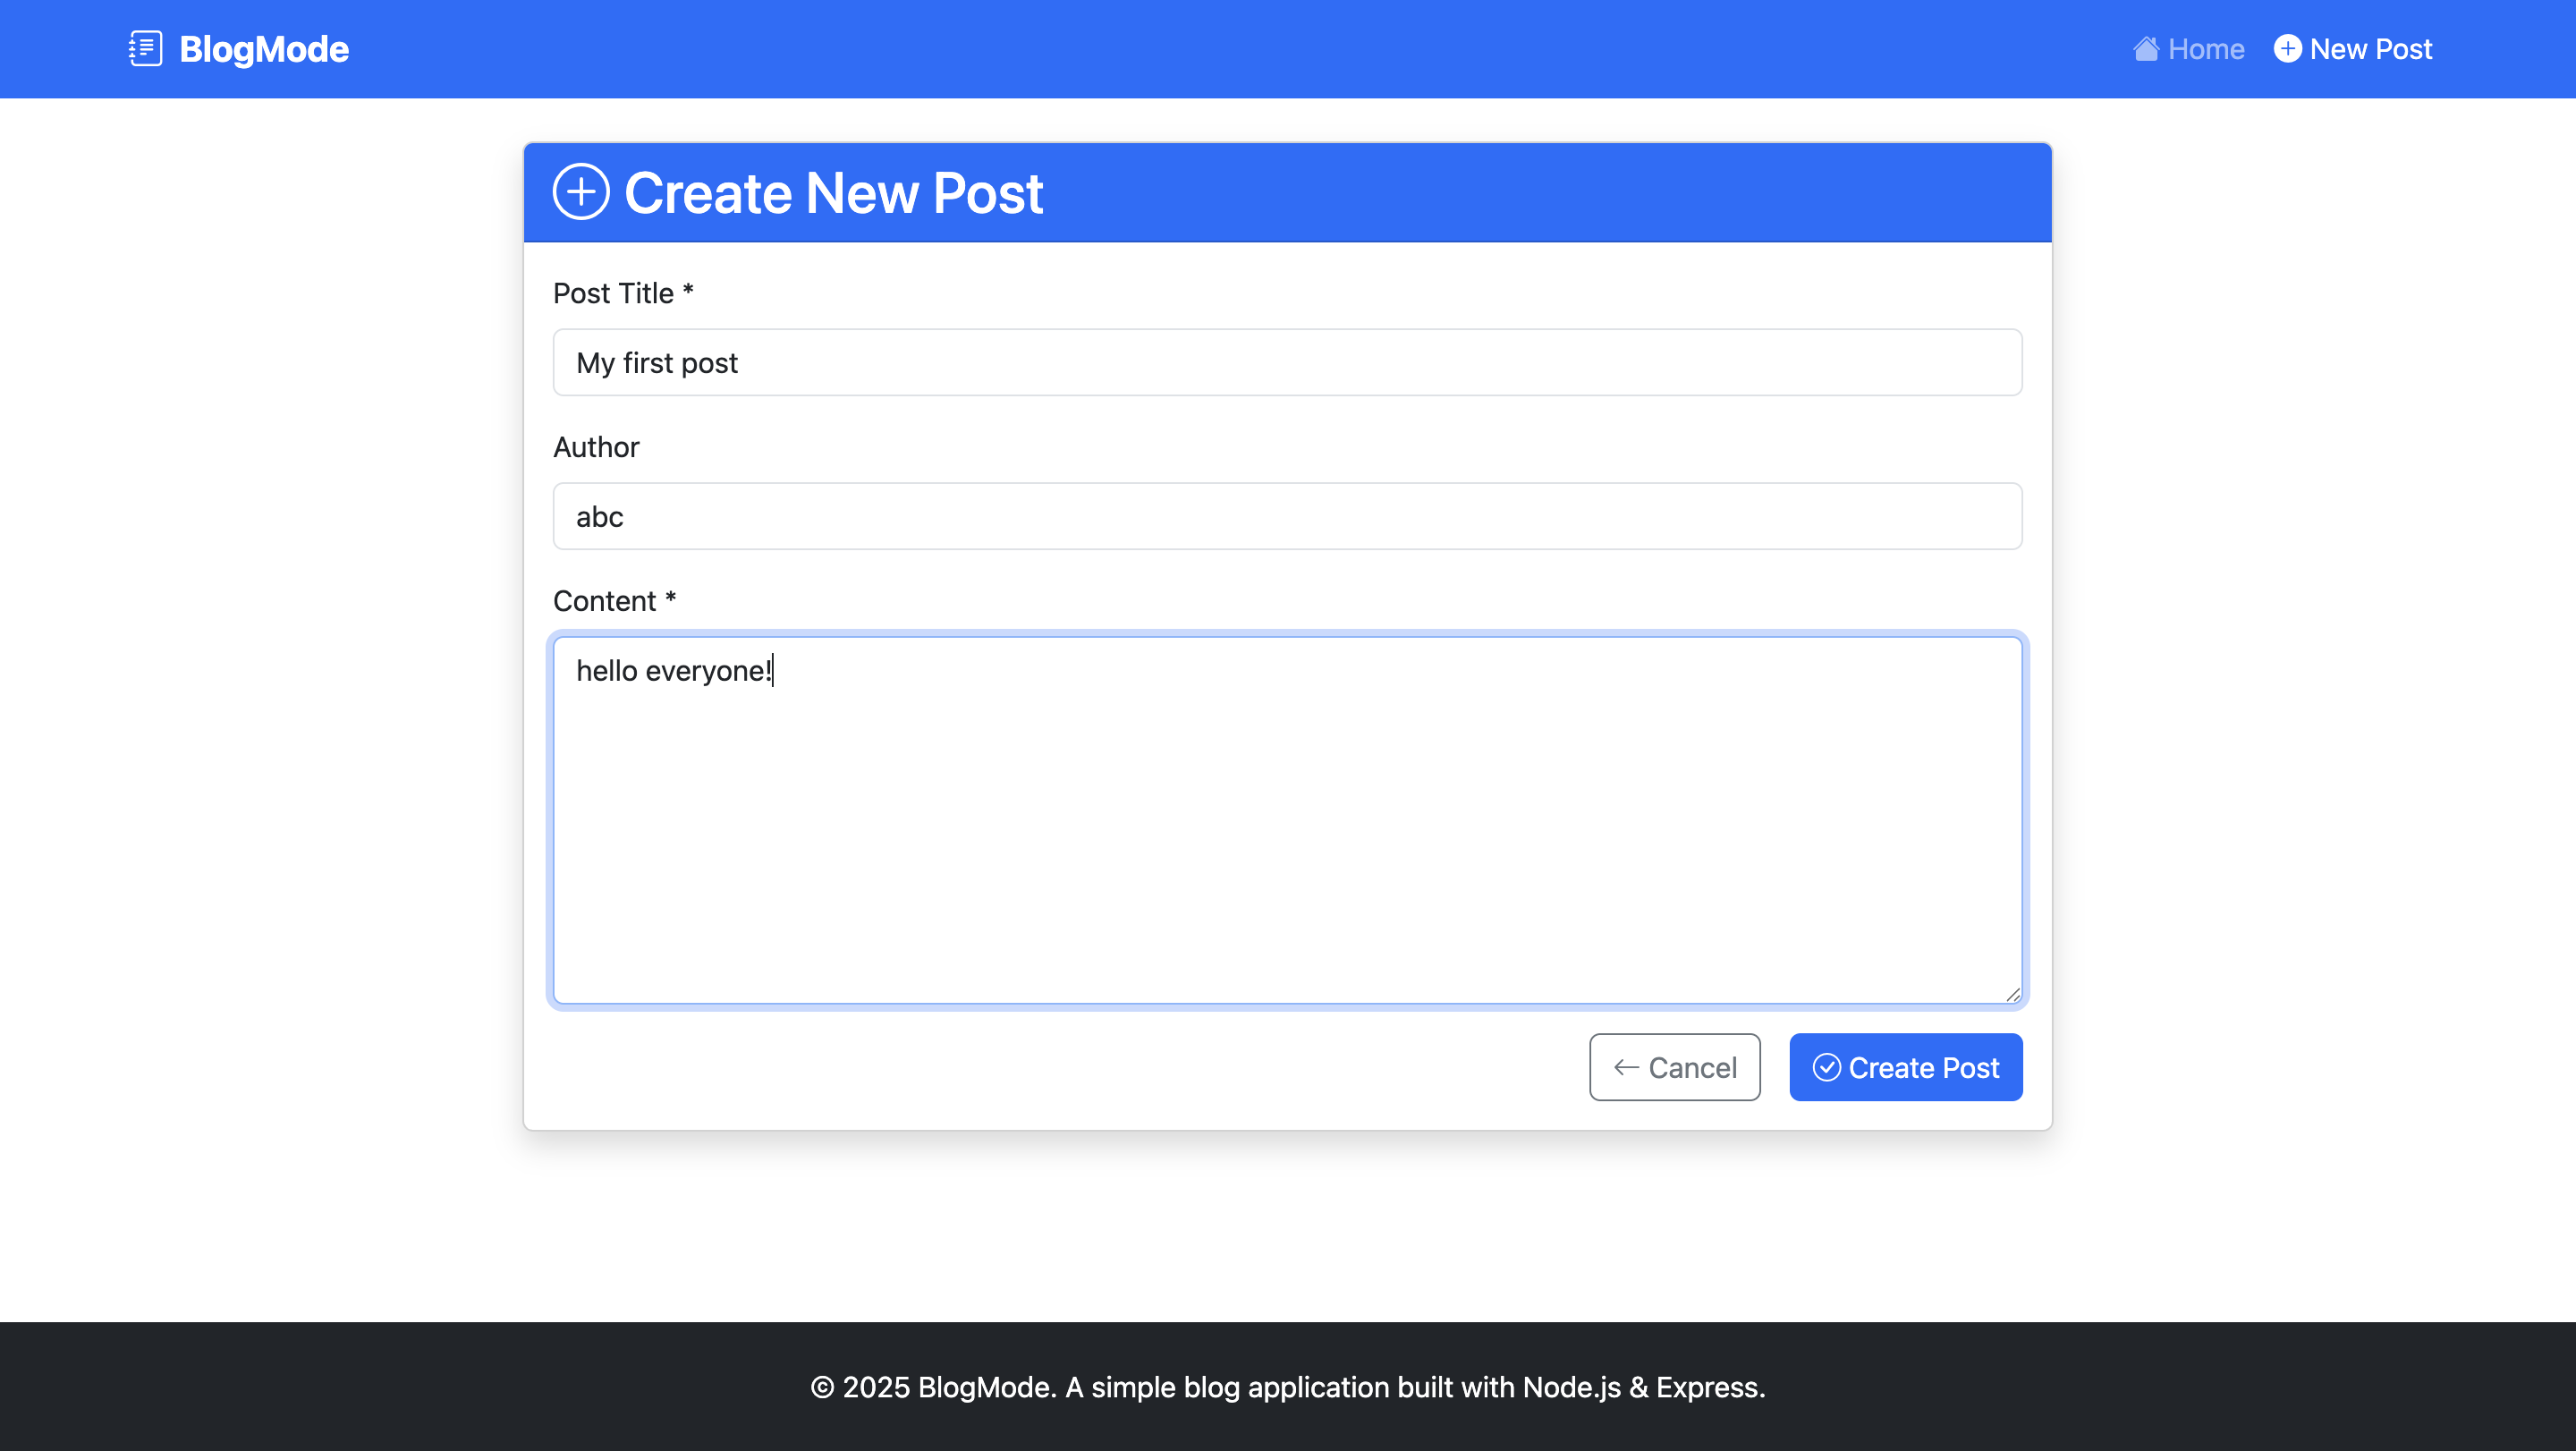 BlogMode
Home
New Post
Create New Post
Post Title *
My first post
Author
abc
Content *
hello everyone!
Cancel
Create Post
© 2025 BlogMode. A simple blog application built with Node.js & Express.